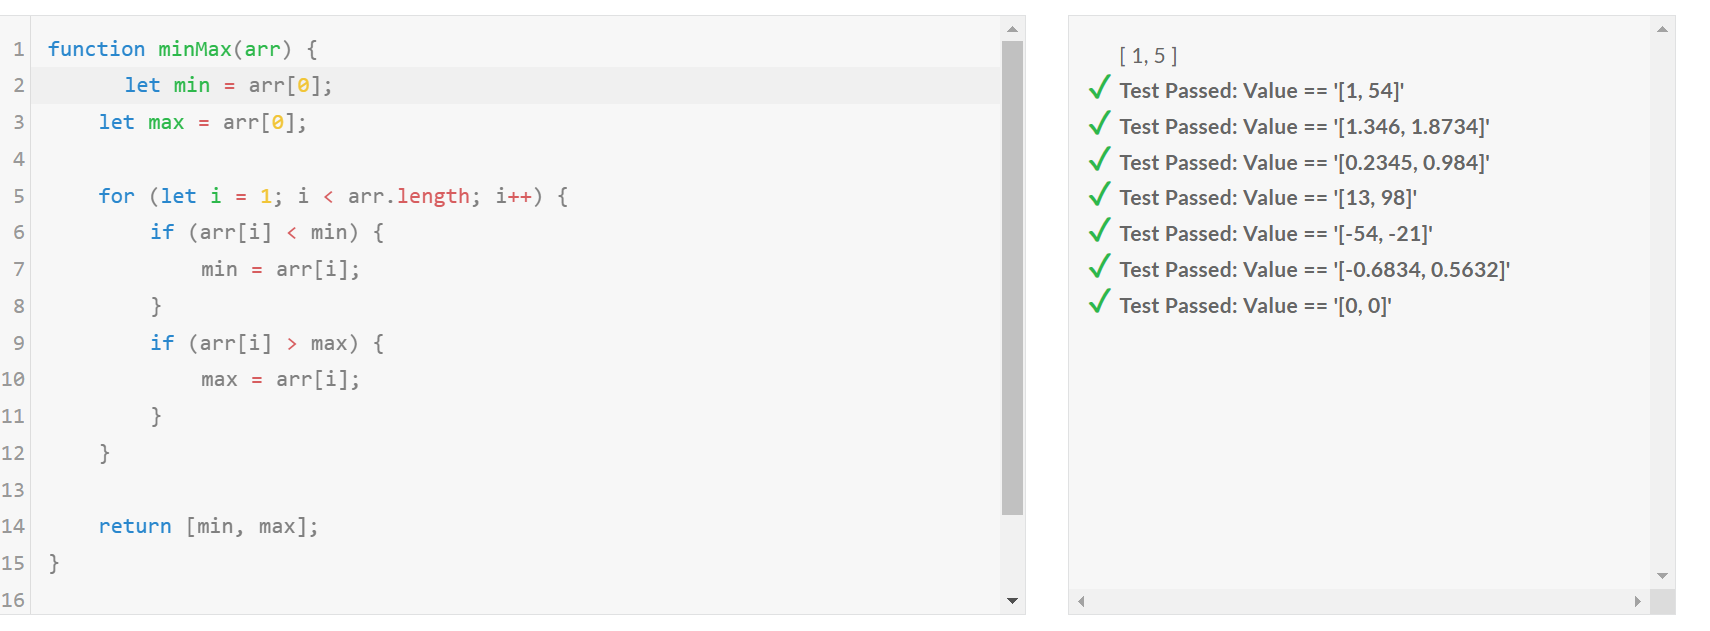 1 function minMax(arr) {
2 let min = arr[0];
3 let max = arr[0];
4
5 for (let i = 1; i < arr.length; i++) {
6 if (arr[i] < min) {
7 min = arr[i];
8 }
9 if (arr[i] > max) {
10 max = arr[i];
11 }
12 }
13
14 return [min, max];
15 }
16
[ 1, 5 ]
Test Passed: Value == '[1, 54]'
Test Passed: Value == '[1.346, 1.8734]'
Test Passed: Value == '[0.2345, 0.984]'
Test Passed: Value == '[13, 98]'
Test Passed: Value == '[-54, -21]'
Test Passed: Value == '[-0.6834, 0.5632]'
Test Passed: Value == '[0, 0]'